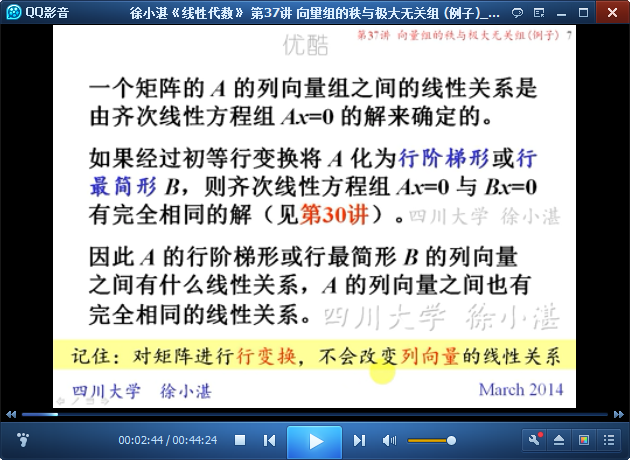 QQ影音
徐小湛《线性代数》 第37讲 向量组的秩与极大无关组 (例子)_...
优酷
第37讲 向量组的秩与极大无关组(例子) 7
一个矩阵的 A 的列向量组之间的线性关系是
由齐次线性方程组 Ax=0 的解来确定的。
如果经过初等行变换将 A 化为行阶梯形或行
最简形 B，则齐次线性方程组 Ax=0 与 Bx=0
有完全相同的解（见第30讲）。四川大学 徐小湛
因此 A 的行阶梯形或行最简形 B 的列向量
之间有什么线性关系，A 的列向量之间也有
完全相同的线性关系。四川大学 徐小湛
记住：对矩阵进行行变换，不会改变列向量的线性关系
四川大学 徐小湛 March 2014
00:02:44 / 00:44:24